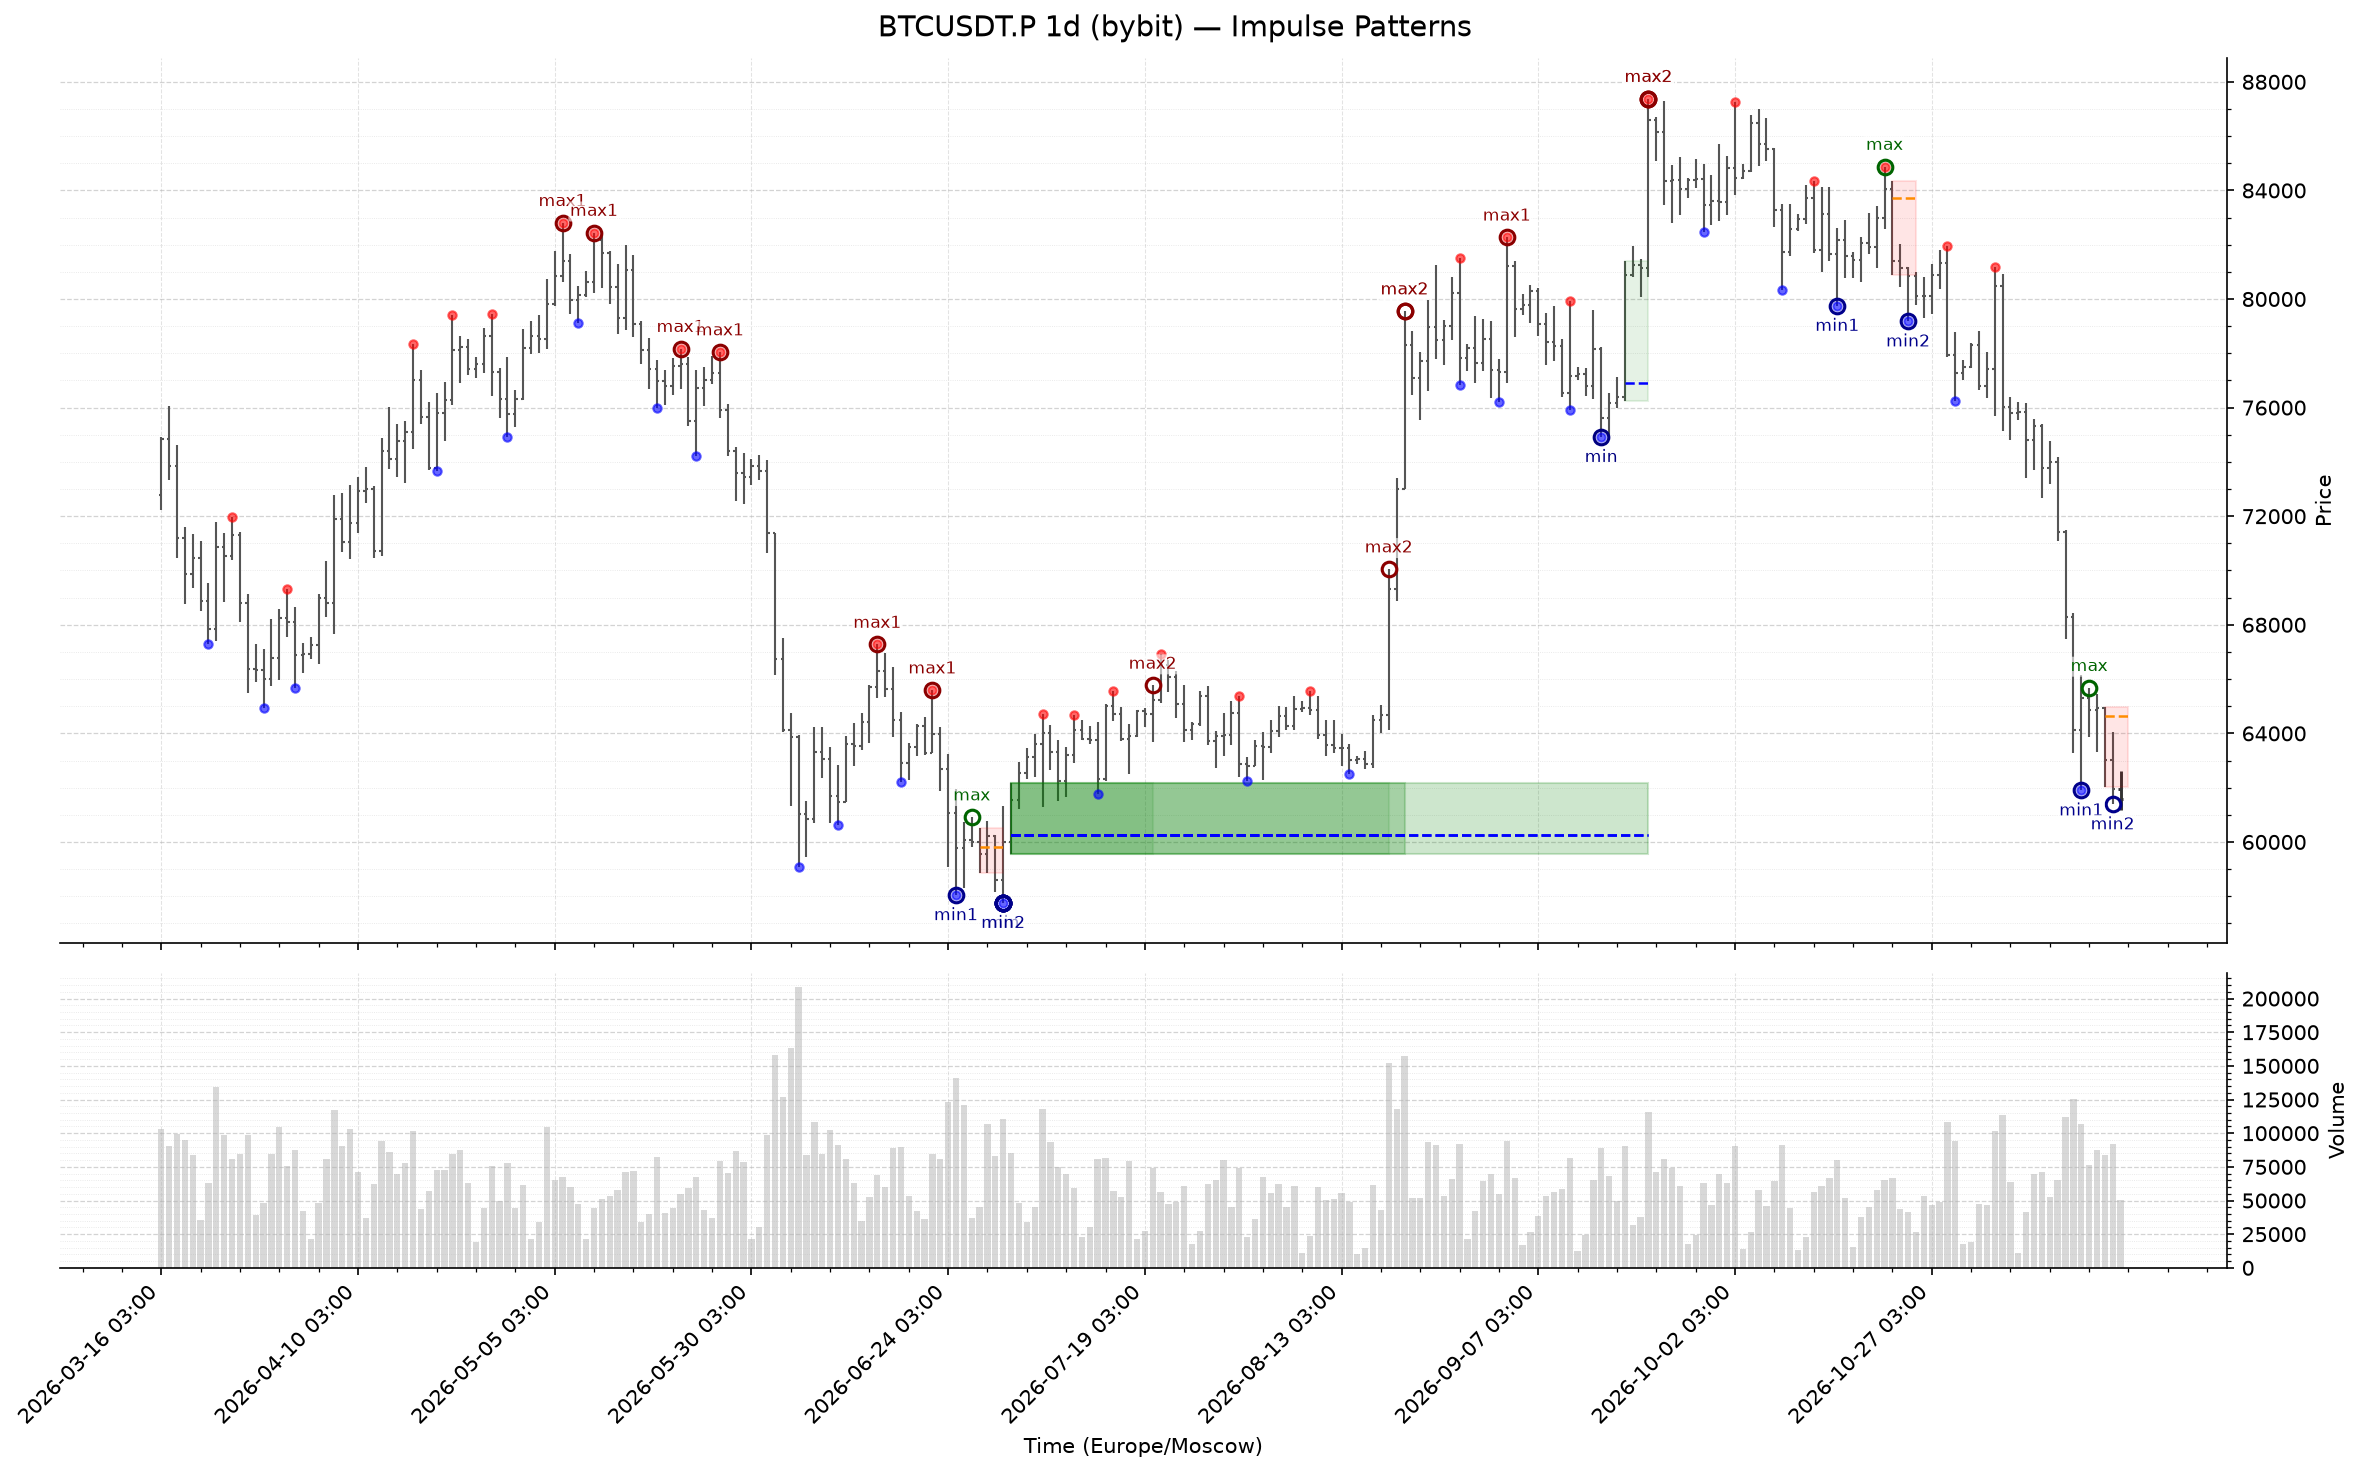 BTCUSDT.P 1d (bybit) — Impulse Patterns
max2
88000
max
84000
max1
max1
max1
80000
max2
min1
min2
max1
max1
76000
min
72000
Price
max2
68000
max1
max1
max2
max
64000
max
min1
min2
60000
min1
min2
200000
175000
150000
125000
100000
75000
50000
25000
0
Volume
2026-03-16 03:00
2026-04-10 03:00
2026-05-05 03:00
2026-05-30 03:00
2026-06-24 03:00
2026-07-19 03:00
2026-08-13 03:00
2026-09-07 03:00
2026-10-02 03:00
2026-10-27 03:00
Time (Europe/Moscow)